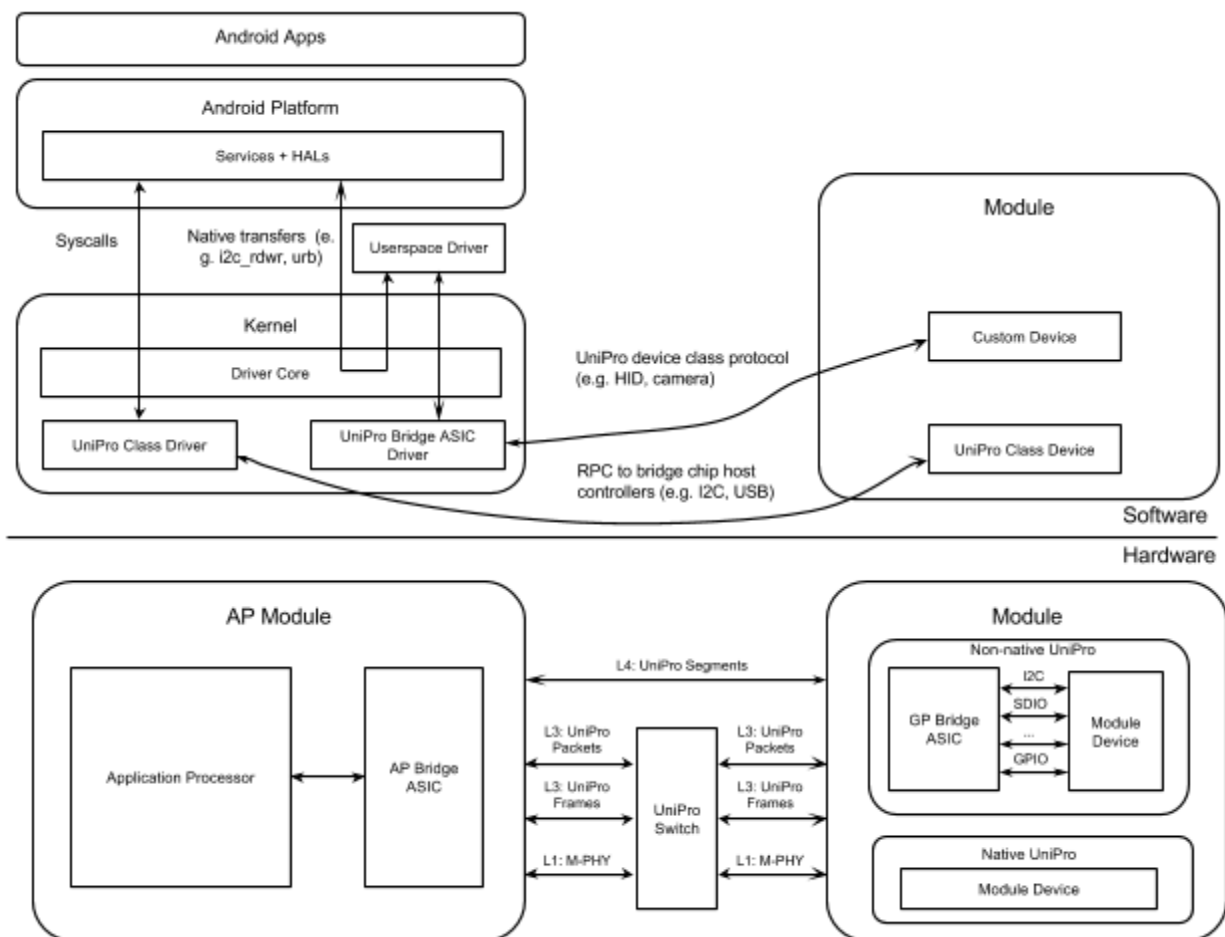 Android Apps
Android Platform
Services + HALs
Syscalls
Native transfers (e.
g. i2c_rdwr, urb)
Userspace Driver
Kernel
Driver Core
UniPro Class Driver
UniPro Bridge ASIC
Driver
UniPro device class protocol
(e.g. HID, camera)
RPC to bridge chip host
controllers (e.g. I2C, USB)
Module
Custom Device
UniPro Class Device
Software
Hardware
AP Module
Application Processor
AP Bridge
ASIC
L4: UniPro Segments
L3: UniPro
Packets
L3: UniPro
Frames
L1: M-PHY
UniPro
Switch
L3: UniPro
Packets
L3: UniPro
Frames
L1: M-PHY
Module
Non-native UniPro
GP Bridge
ASIC
I2C
SDIO
...
GPIO
Module
Device
Native UniPro
Module Device